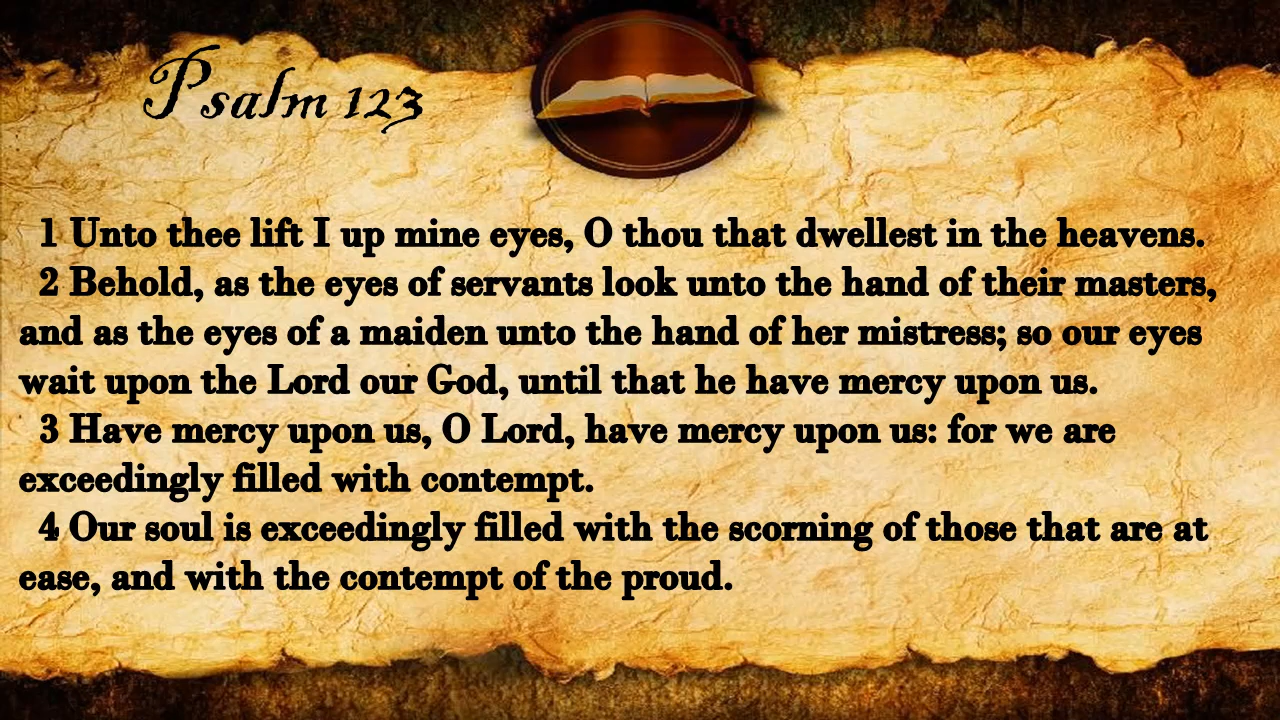 Psalm 123
1 Unto thee lift I up mine eyes, O thou that dwellest in the heavens.
2 Behold, as the eyes of servants look unto the hand of their masters,
and as the eyes of a maiden unto the hand of her mistress; so our eyes
wait upon the Lord our God, until that he have mercy upon us.
3 Have mercy upon us, O Lord, have mercy upon us: for we are
exceedingly filled with contempt.
4 Our soul is exceedingly filled with the scorning of those that are at
ease, and with the contempt of the proud.